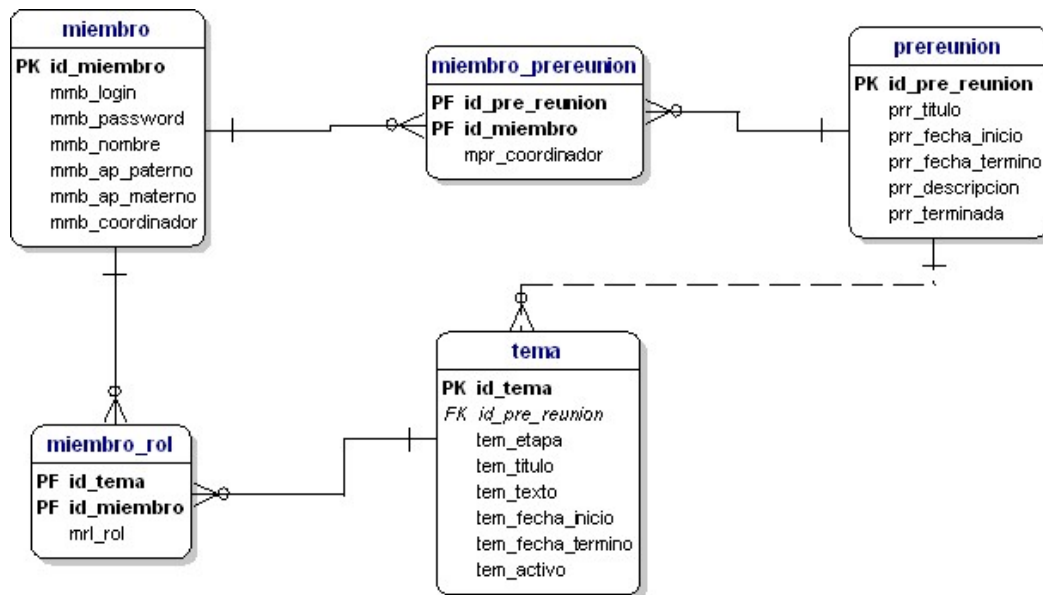 miembro
PK id_miembro
mmb_login
mmb_password
mmb_nombre
mmb_ap_paterno
mmb_ap_materno
mmb_coordinador
miembro_prereunion
PF id_pre_reunion
PF id_miembro
mpr_coordinador
prereunion
PK id_pre_reunion
prr_titulo
prr_fecha_inicio
prr_fecha_termino
prr_descripcion
prr_terminada
tema
PK id_tema
FK id_pre_reunion
tem_etapa
tem_titulo
tem_texto
tem_fecha_inicio
tem_fecha_termino
tem_activo
miembro_rol
PF id_tema
PF id_miembro
mrl_rol